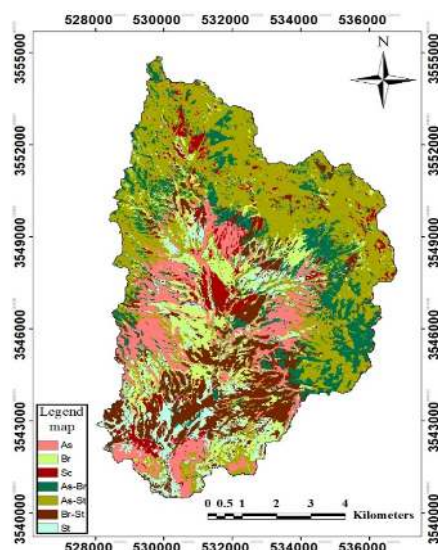 528000 530000 532000 534000 536000
N
3555000 3555000
3552000 3552000
3549000 3549000
3546000 3546000
3543000 3543000
3540000 3540000
Legend
map
As
Br
Sc
As-Br
As-St
Br-St
St
0 0.5 1 2 3 4
Kilometers
528000 530000 532000 534000 536000